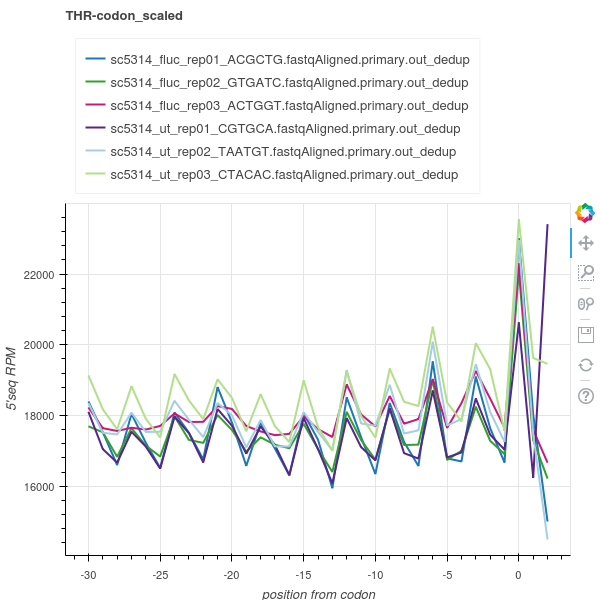 THR-codon_scaled
sc5314_fluc_rep01_ACGCTG.fastqAligned.primary.out_dedup
sc5314_fluc_rep02_GTGATC.fastqAligned.primary.out_dedup
sc5314_fluc_rep03_ACTGGT.fastqAligned.primary.out_dedup
sc5314_ut_rep01_CGTGCA.fastqAligned.primary.out_dedup
sc5314_ut_rep02_TAATGT.fastqAligned.primary.out_dedup
sc5314_ut_rep03_CTACAC.fastqAligned.primary.out_dedup
5'seq RPM
22000
20000
18000
16000
-30 -25 -20 -15 -10 -5 0
position from codon